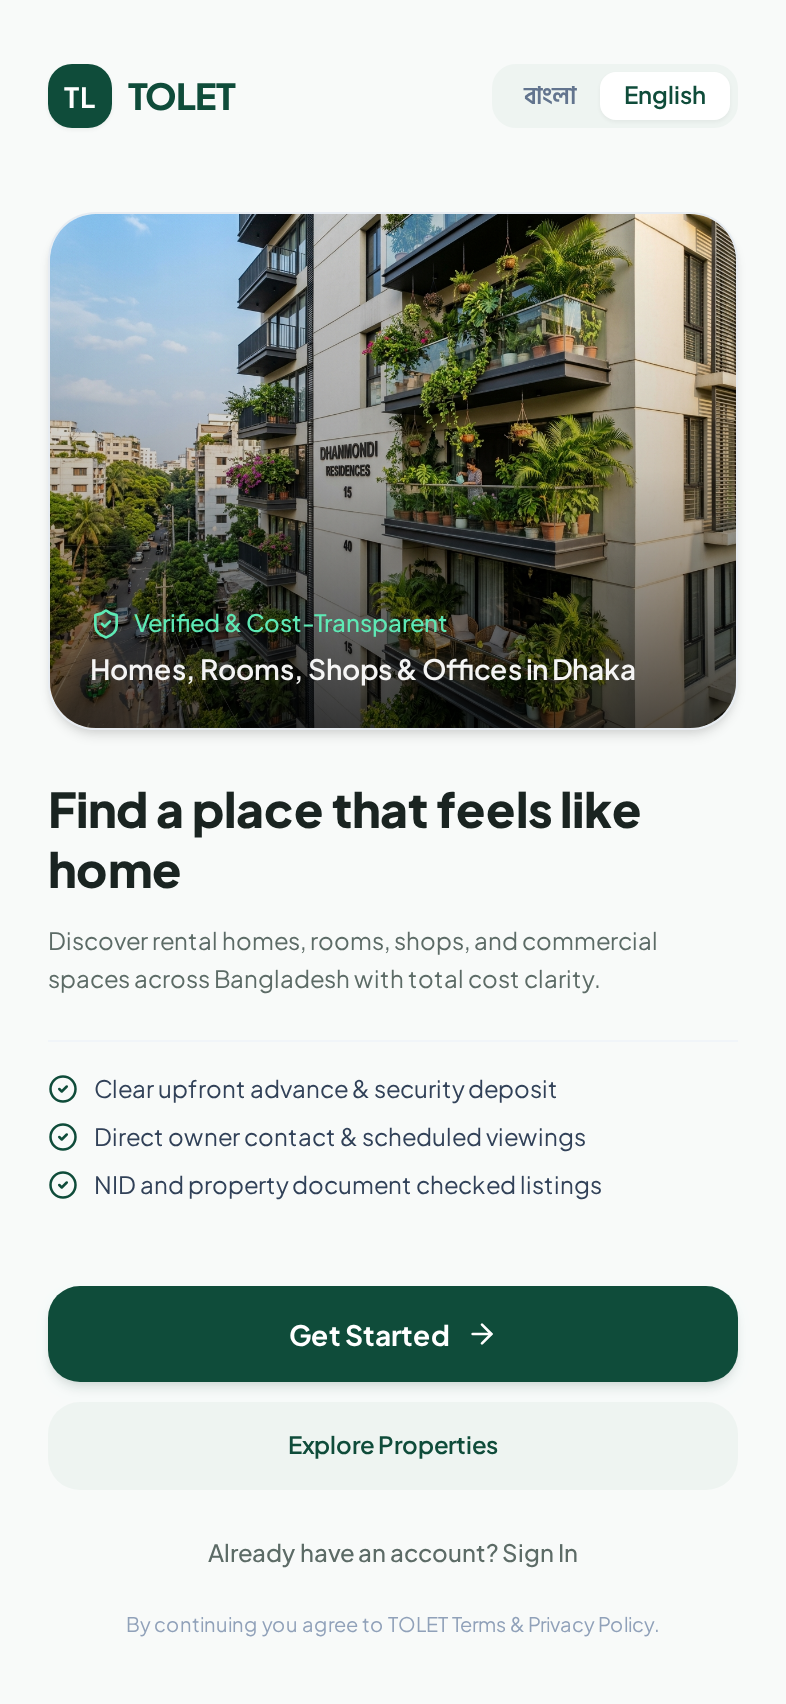 TL TOLET
বাংলা English
DHANMONDI
RESIDENCES
15
40
15
Verified & Cost-Transparent
Homes, Rooms, Shops & Offices in Dhaka
Find a place that feels like
home
Discover rental homes, rooms, shops, and commercial
spaces across Bangladesh with total cost clarity.
Clear upfront advance & security deposit
Direct owner contact & scheduled viewings
NID and property document checked listings
Get Started
Explore Properties
Already have an account? Sign In
By continuing you agree to TOLET Terms & Privacy Policy.